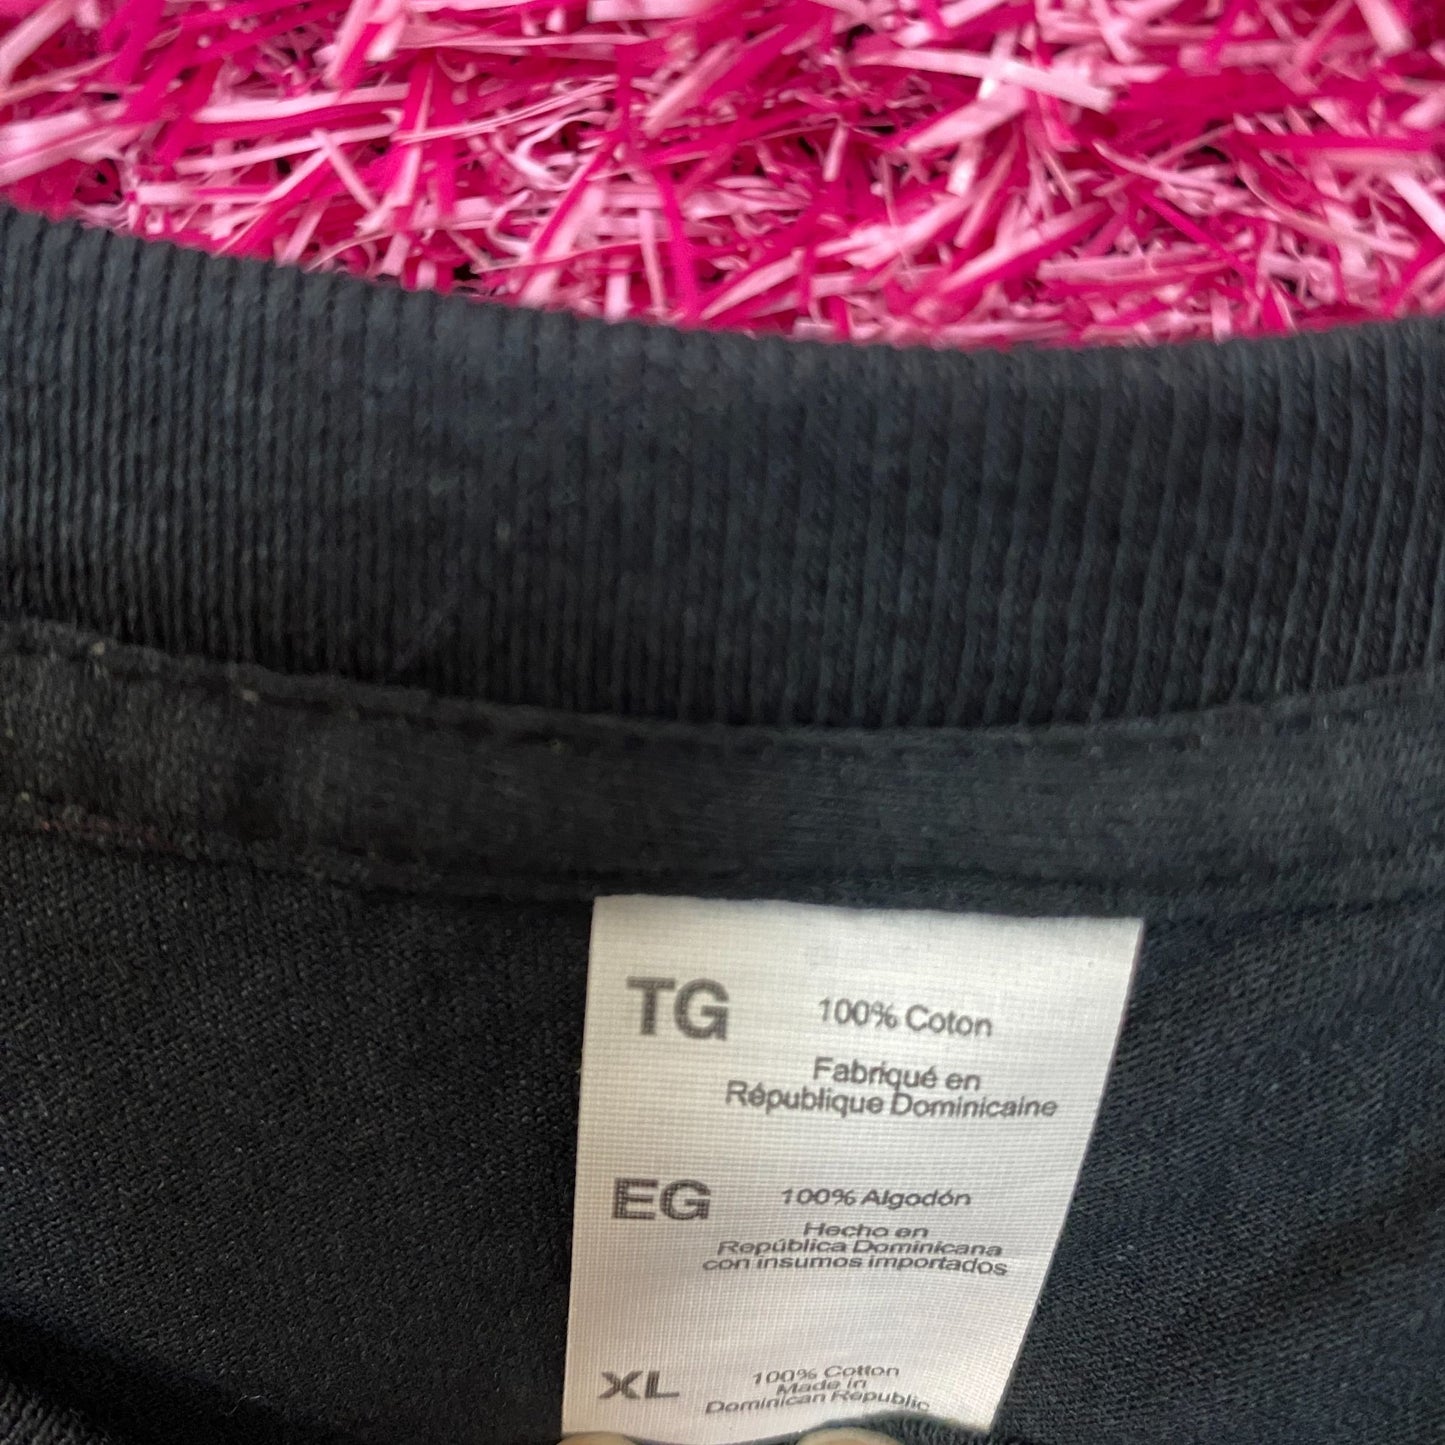 TG 100% Coton
Fabriqué en
République Dominicaine
EG 100% Algodón
Hecho en
República Dominicana
con insumos importados
XL 100% Cotton
Made in
Dominican Republic